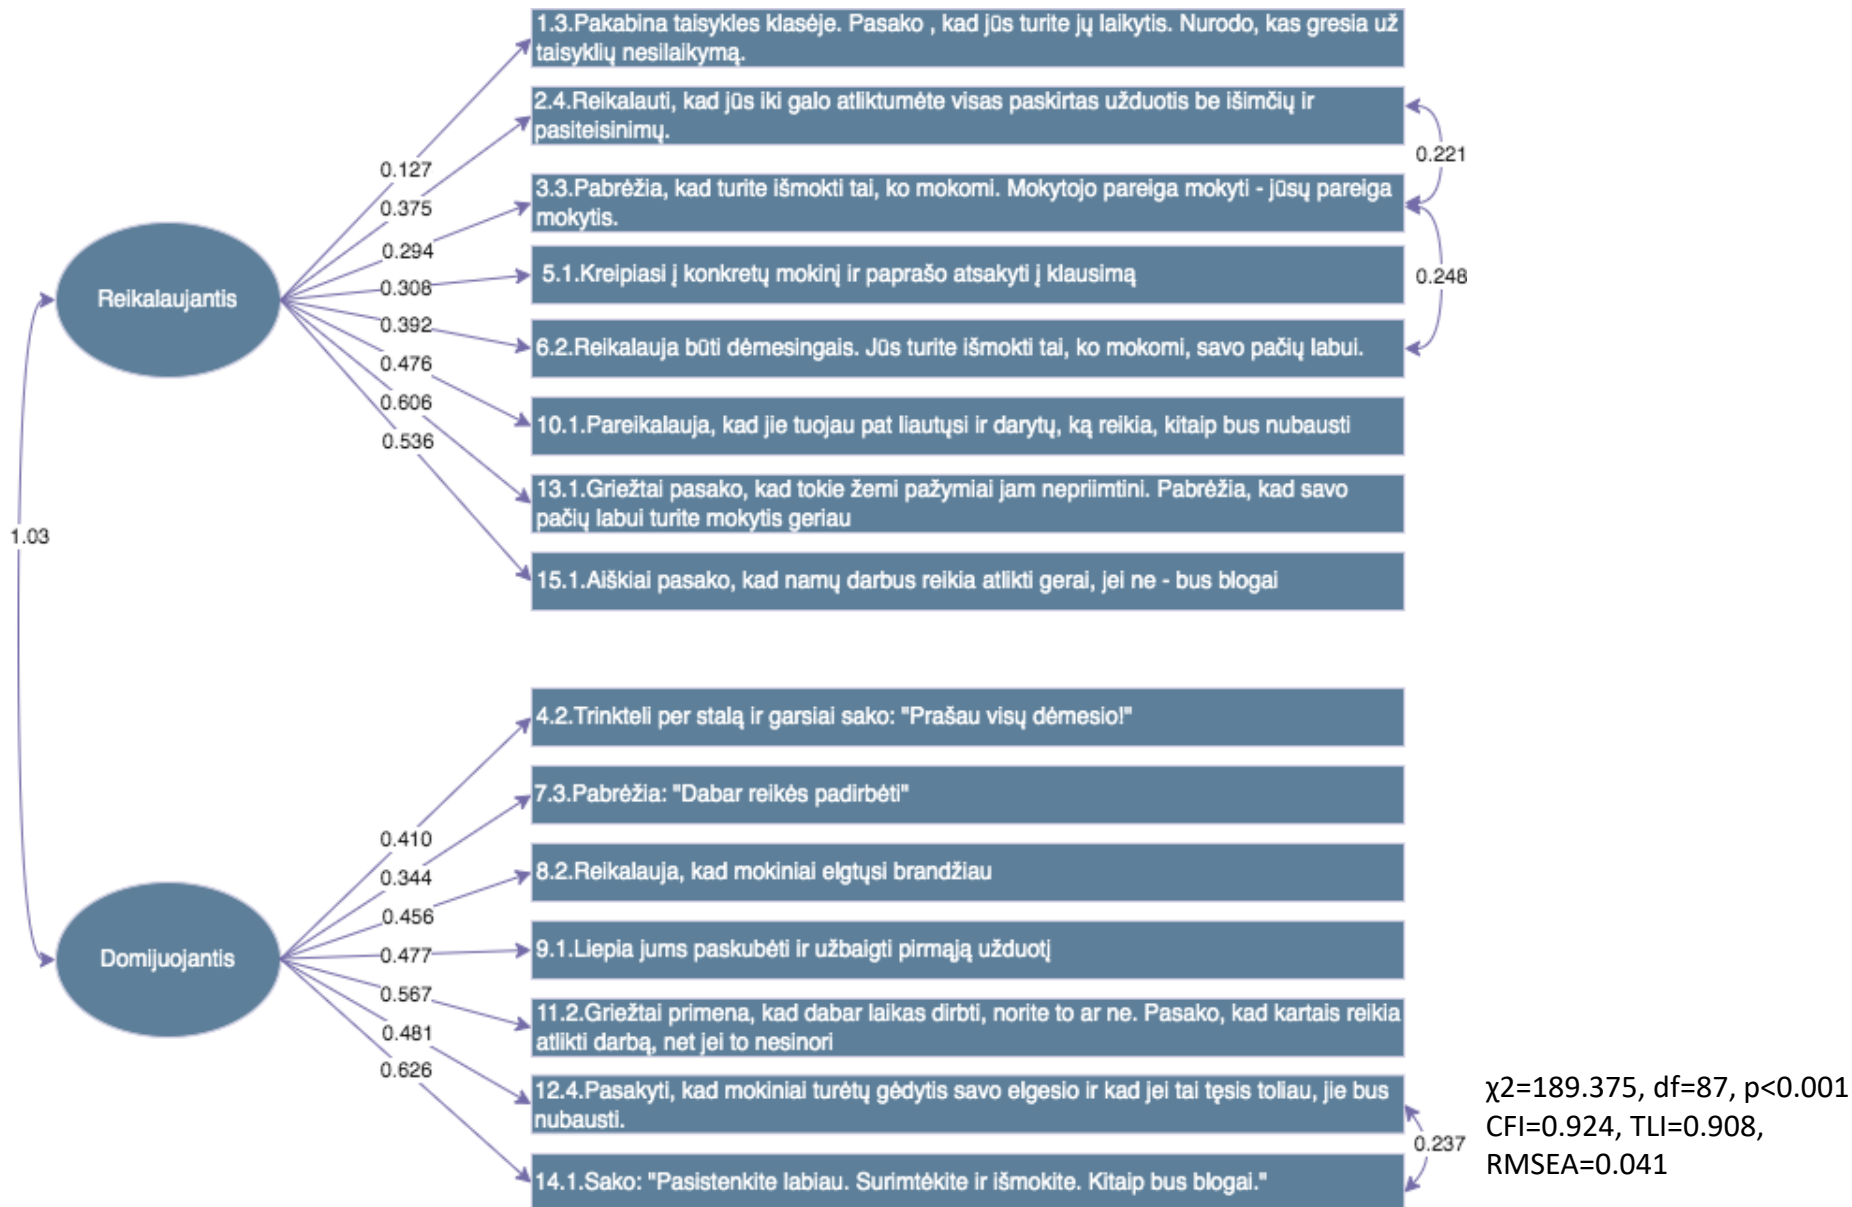 1.3.Pakabina taisykles klasėje. Pasako , kad jūs turite jų laikytis. Nurodo, kas gresia už
taisyklių nesilaikymą.
2.4.Reikalauti, kad jūs iki galo atliktumėte visas paskirtas užduotis be išimčių ir
pasiteisinimų.
0.221
0.127
3.3.Pabrėžia, kad turite išmokti tai, ko mokomi. Mokytojo pareiga mokyti - jūsų pareiga
mokytis.
0.375
0.294
5.1.Kreipiasi į konkretų mokinį ir paprašo atsakyti į klausimą
0.248
Reikalaujantis
0.308
0.392
6.2.Reikalauja būti dėmesingais. Jūs turite išmokti tai, ko mokomi, savo pačių labui.
0.476
0.606
10.1.Pareikalauja, kad jie tuojau pat liautųsi ir darytų, ką reikia, kitaip bus nubausti
0.536
13.1.Griežtai pasako, kad tokie žemi pažymiai jam nepriimtini. Pabrėžia, kad savo
pačių labui turite mokytis geriau
1.03
15.1.Aiškiai pasako, kad namų darbus reikia atlikti gerai, jei ne - bus blogai
4.2.Trinkteli per stalą ir garsiai sako: "Prašau visų dėmesio!"
7.3.Pabrėžia: "Dabar reikės padirbėti"
0.410
0.344
8.2.Reikalauja, kad mokiniai elgtųsi brandžiau
0.456
Domijuojantis
0.477
9.1.Liepia jums paskubėti ir užbaigti pirmąją užduotį
0.567
11.2.Griežtai primena, kad dabar laikas dirbti, norite to ar ne. Pasako, kad kartais reikia
atlikti darbą, net jei to nesinori
0.481
0.626
12.4.Pasakyti, kad mokiniai turėtų gėdytis savo elgesio ir kad jei tai tęsis toliau, jie bus
nubausti.
0.237
14.1.Sako: "Pasistenkite labiau. Surimtėkite ir išmokite. Kitaip bus blogai."
χ2=189.375, df=87, p<0.001
CFI=0.924, TLI=0.908,
RMSEA=0.041